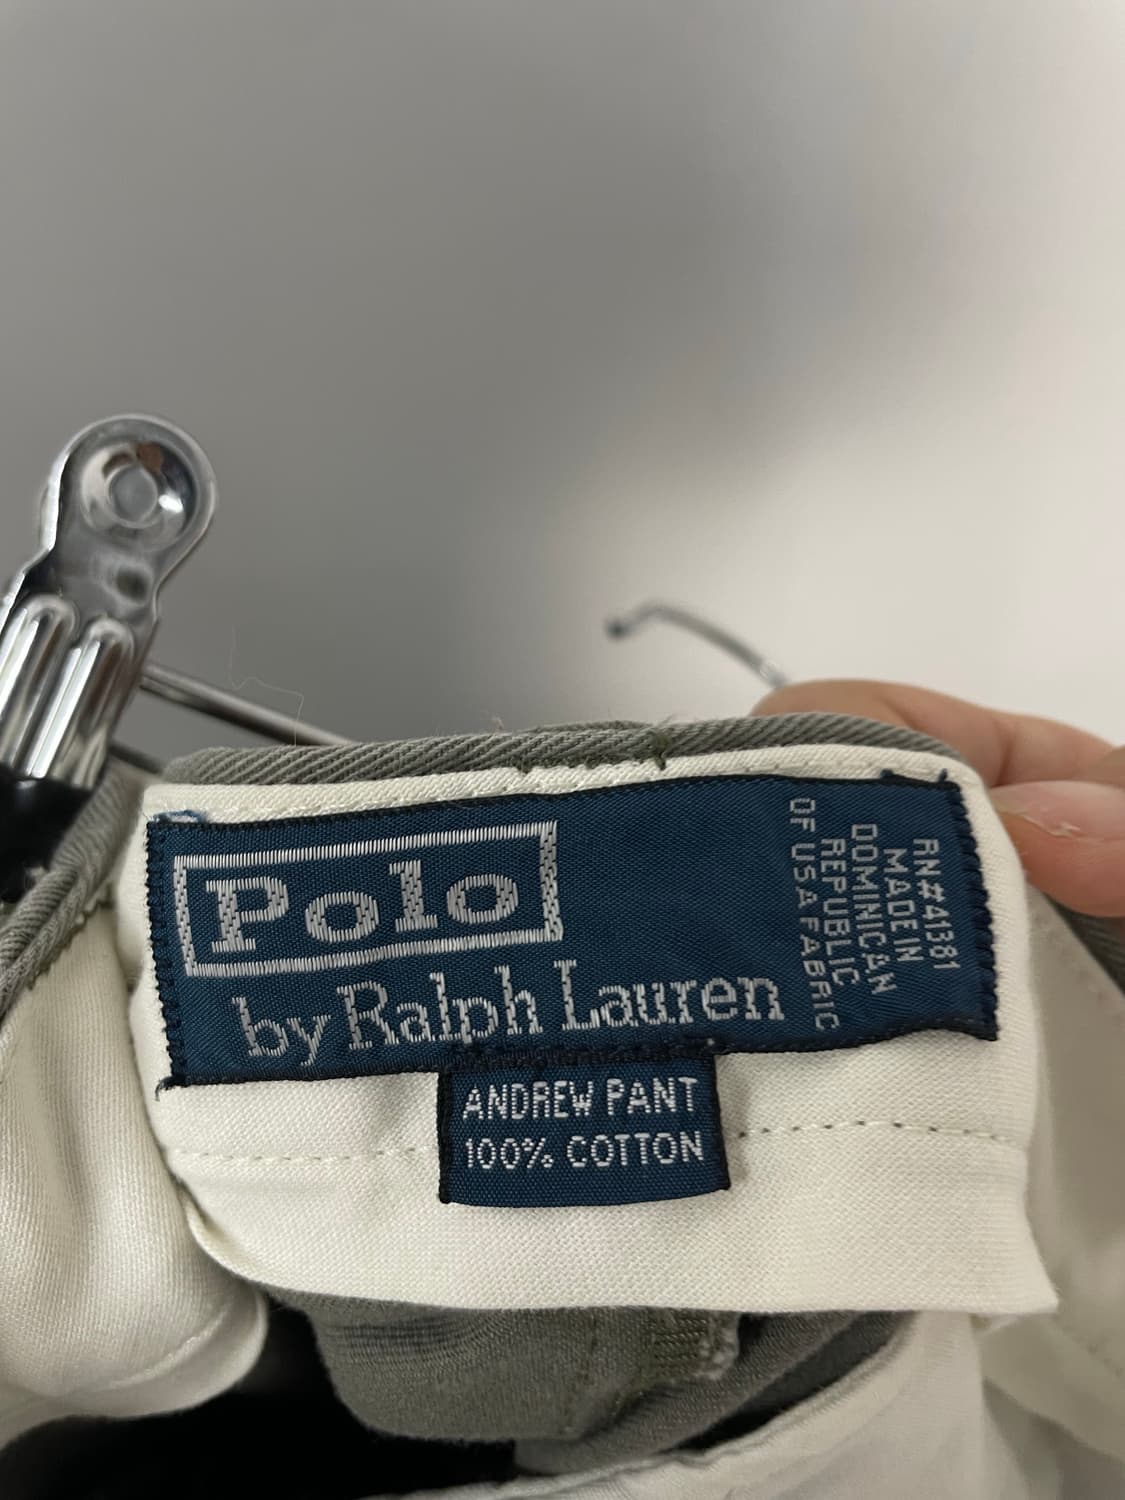 Polo
by Ralph Lauren
RN#41381
MADE IN
DOMINICAN
REPUBLIC
OF USA FABRIC
ANDREW PANT
100% COTTON